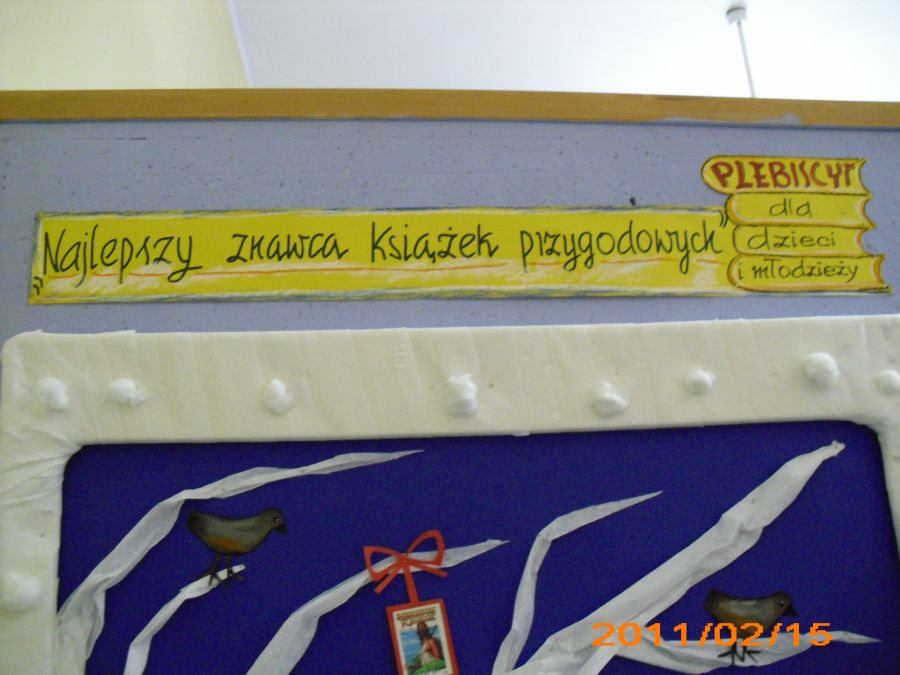 „Najlepszy znawca książek przygodowych”
PLEBISCYT
dla
dzieci
i młodzieży
2011/02/15